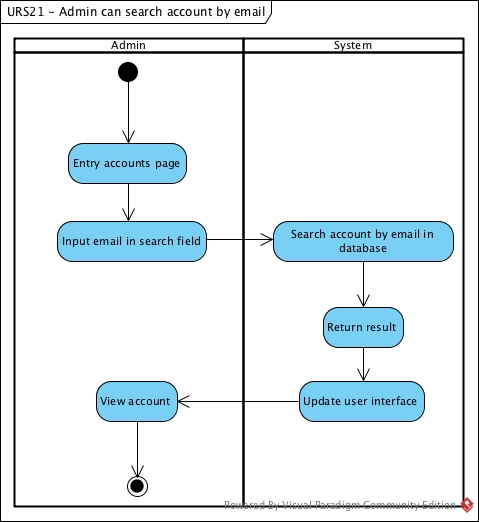 URS21 - Admin can search account by email
Admin
System
Entry accounts page
Input email in search field
Search account by email in
database
Return result
View account
Update user interface
Powered By Visual Paradigm Community Edition